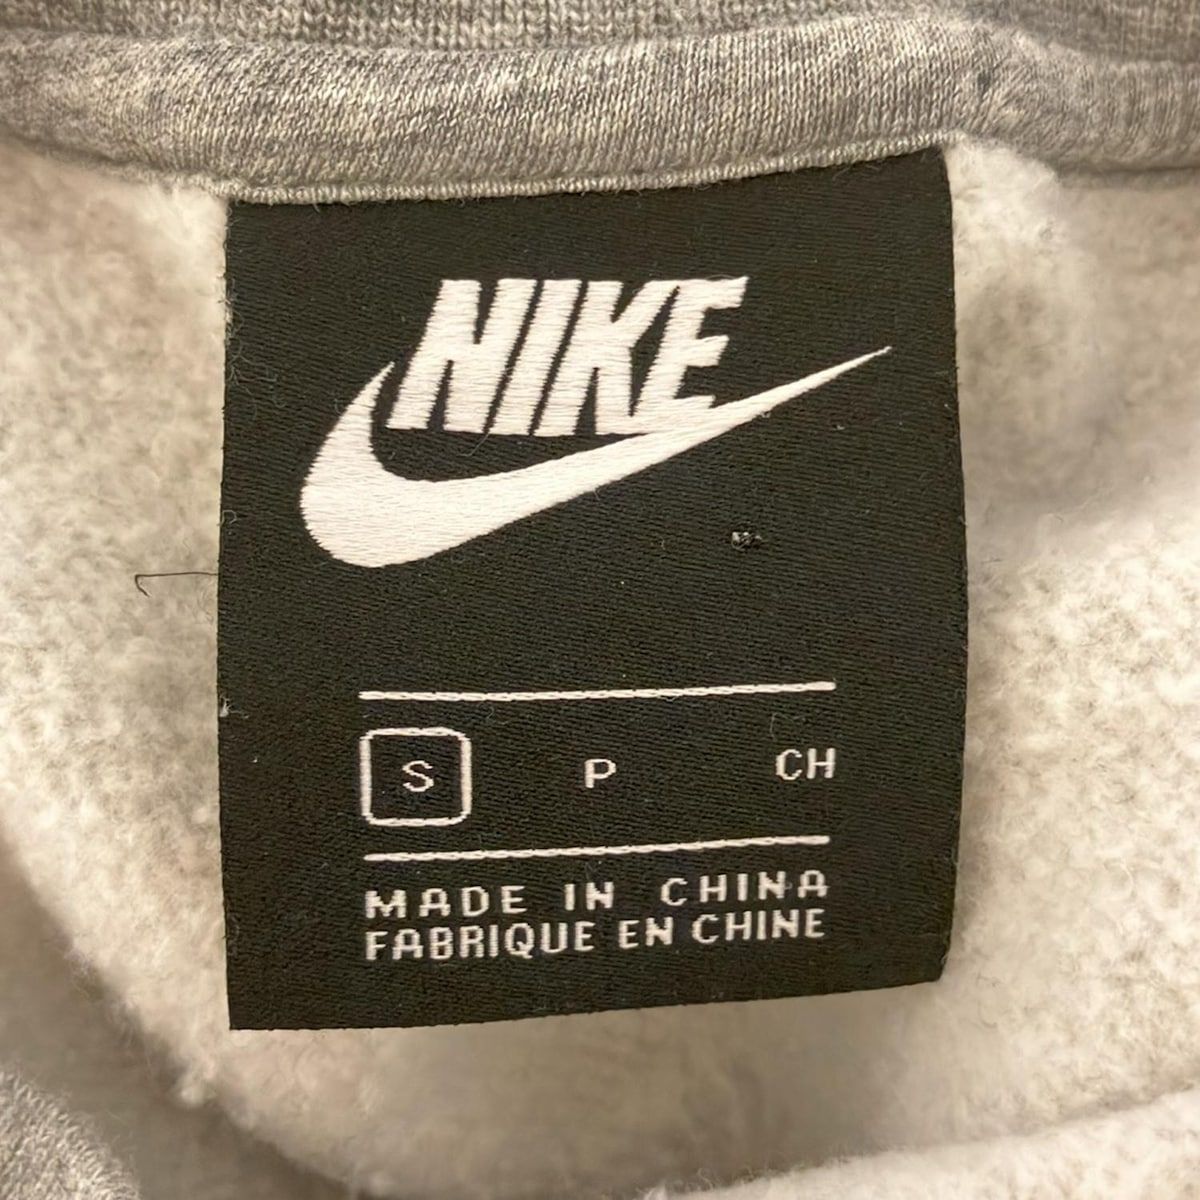 NIKE
S P CH
MADE IN CHINA
FABRIQUE EN CHINE